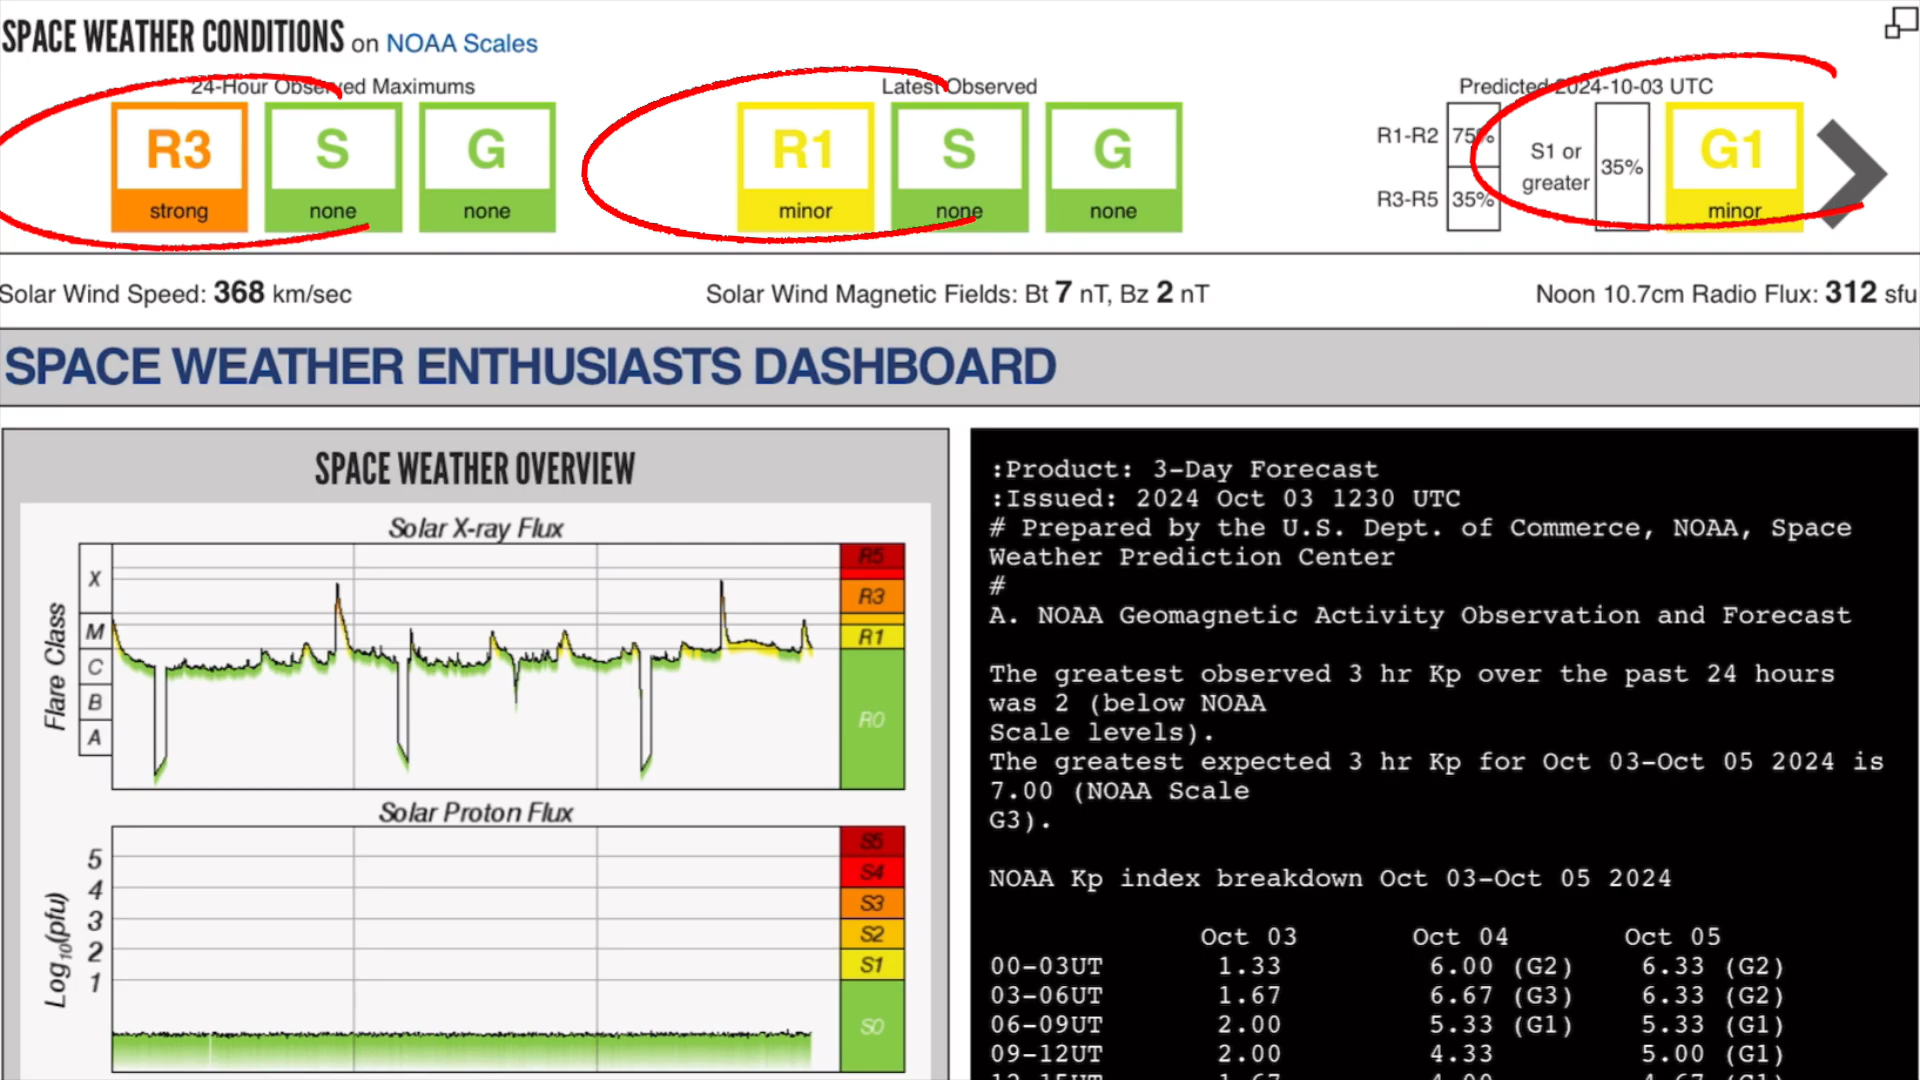 SPACE WEATHER CONDITIONS on NOAA Scales
24-Hour Observed Maximums
R3
strong
S
none
G
none
Latest Observed
R1
minor
S
none
G
none
Predicted 2024-10-03 UTC
R1-R2 75%
R3-R5 35%
S1 or
greater
35%
G1
minor
Solar Wind Speed: 368 km/sec
Solar Wind Magnetic Fields: Bt 7 nT, Bz 2 nT
Noon 10.7cm Radio Flux: 312 sfu
SPACE WEATHER ENTHUSIASTS DASHBOARD
SPACE WEATHER OVERVIEW
Solar X-ray Flux
Flare Class
X
M
C
B
A
R5
R3
R1
R0
Solar Proton Flux
Log10(pfu)
5
4
3
2
1
S5
S4
S3
S2
S1
S0
:Product: 3-Day Forecast
:Issued: 2024 Oct 03 1230 UTC
# Prepared by the U.S. Dept. of Commerce, NOAA, Space
Weather Prediction Center
#
A. NOAA Geomagnetic Activity Observation and Forecast
The greatest observed 3 hr Kp over the past 24 hours
was 2 (below NOAA
Scale levels).
The greatest expected 3 hr Kp for Oct 03-Oct 05 2024 is
7.00 (NOAA Scale
G3).
NOAA Kp index breakdown Oct 03-Oct 05 2024
Oct 03 Oct 04 Oct 05
00-03UT 1.33 6.00 (G2) 6.33 (G2)
03-06UT 1.67 6.67 (G3) 6.33 (G2)
06-09UT 2.00 5.33 (G1) 5.33 (G1)
09-12UT 2.00 4.33 5.00 (G1)